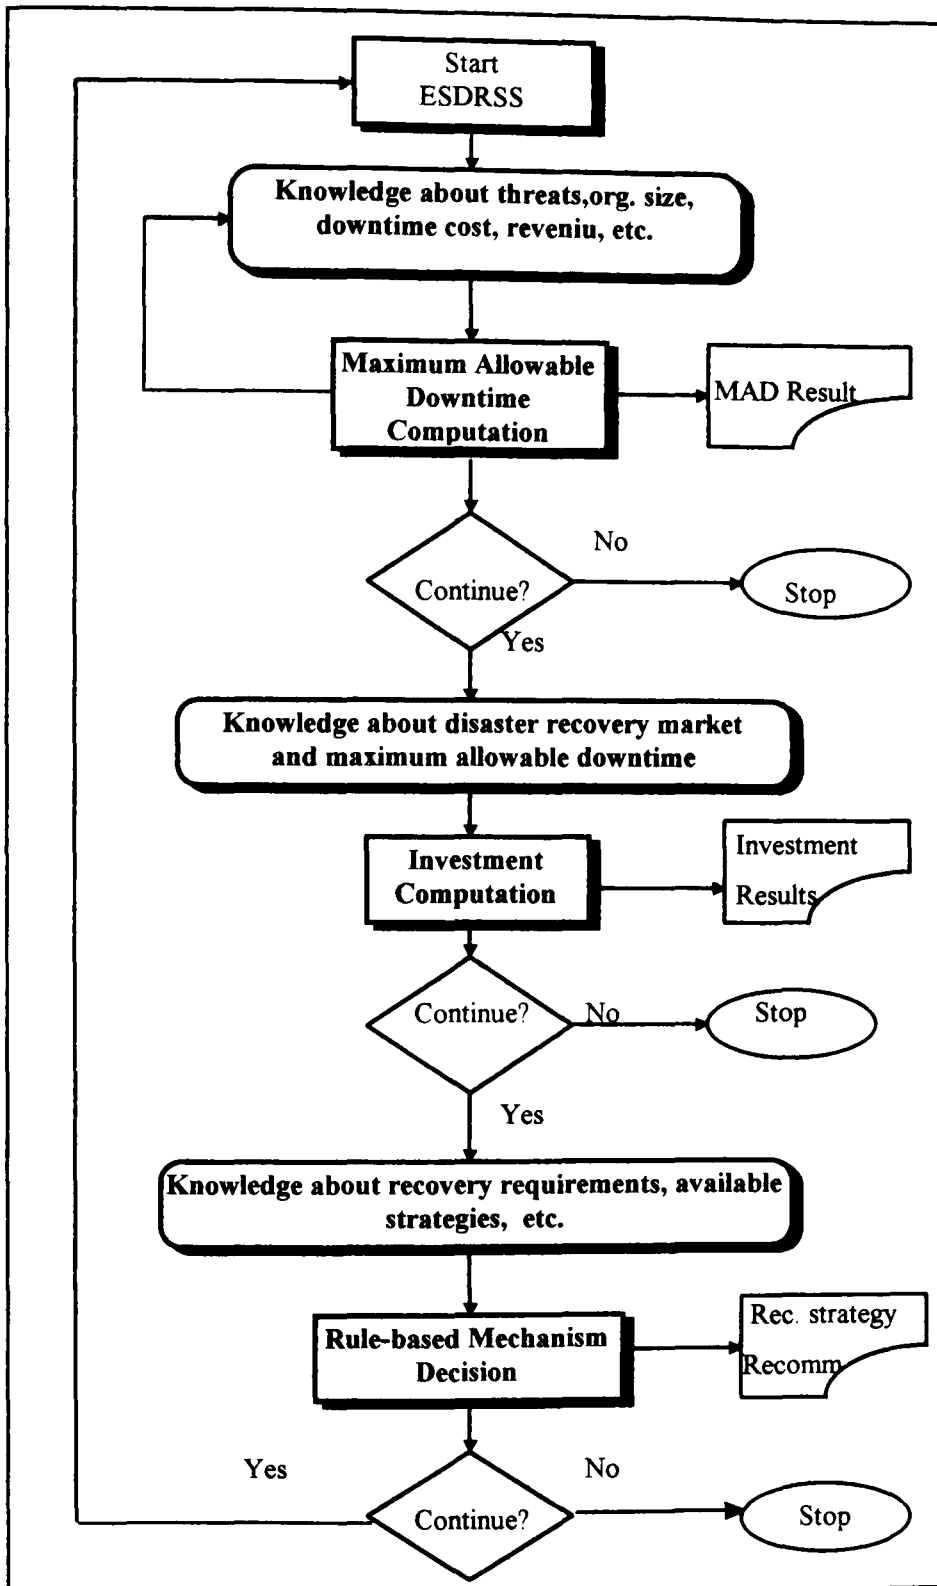 Start
ESDRSS
Knowledge about threats,org. size,
downtime cost, reveniu, etc.
Maximum Allowable
Downtime
Computation
MAD Result
No
Continue?
Stop
Yes
Knowledge about disaster recovery market
and maximum allowable downtime
Investment
Computation
Investment
Results
Continue?
No
Stop
Yes
Knowledge about recovery requirements, available
strategies, etc.
Rule-based Mechanism
Decision
Rec. strategy
Recomm
Yes
No
Continue?
Stop